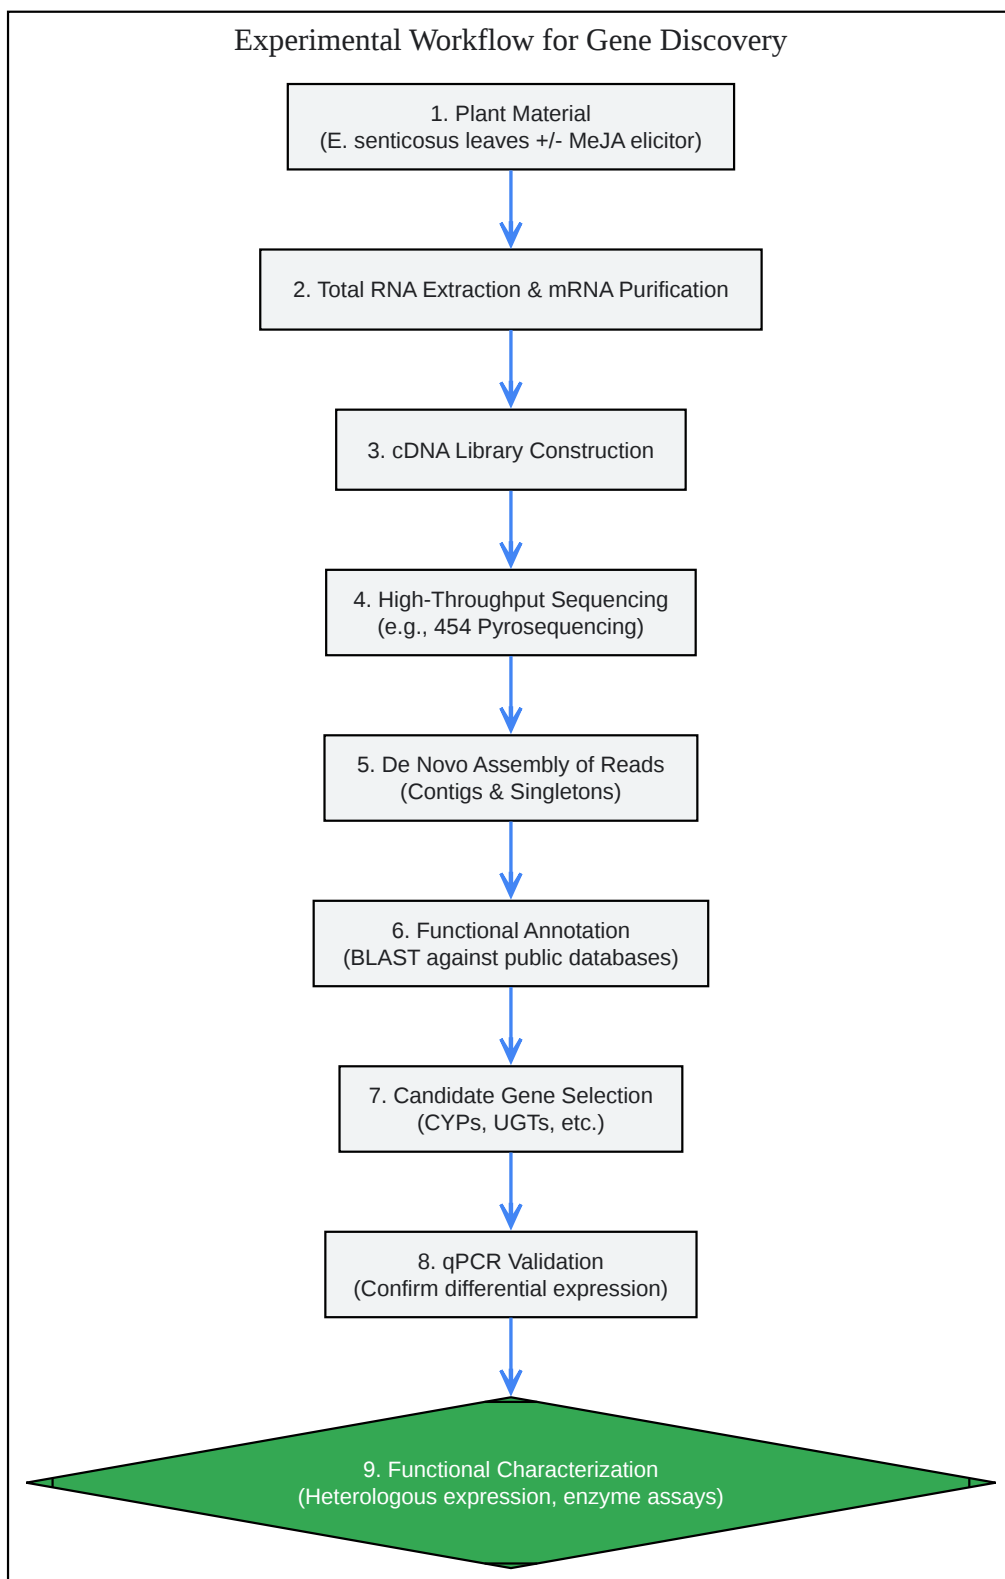 Experimental Workflow for Gene Discovery
1. Plant Material
(E. senticosus leaves +/- MeJA elicitor)
2. Total RNA Extraction & mRNA Purification
3. cDNA Library Construction
4. High-Throughput Sequencing
(e.g., 454 Pyrosequencing)
5. De Novo Assembly of Reads
(Contigs & Singletons)
6. Functional Annotation
(BLAST against public databases)
7. Candidate Gene Selection
(CYPs, UGTs, etc.)
8. qPCR Validation
(Confirm differential expression)
9. Functional Characterization
(Heterologous expression, enzyme assays)